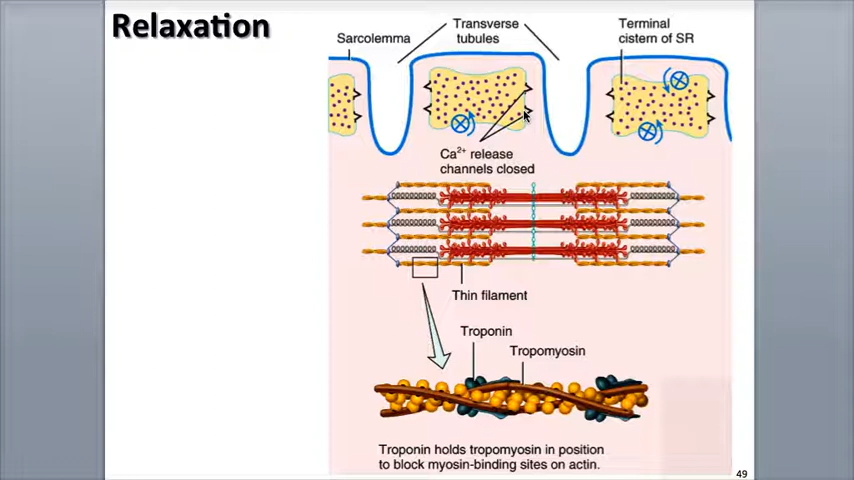 Relaxation
Transverse
tubules
Sarcolemma
Terminal
cistern of SR
Ca²⁺ release
channels closed
Thin filament
Troponin
Tropomyosin
Troponin holds tropomyosin in position
to block myosin-binding sites on actin.
49